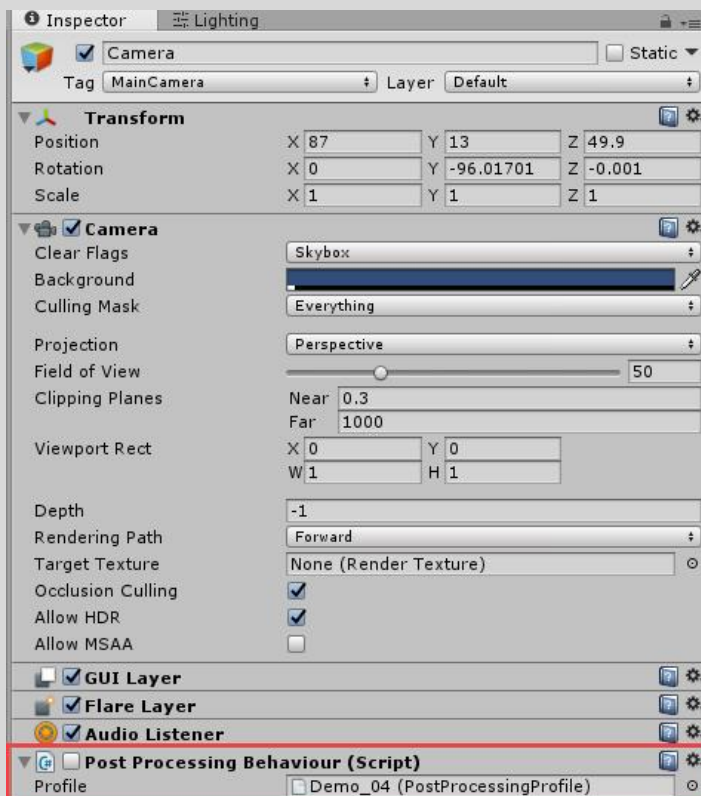 Inspector Lighting
Camera Static
Tag MainCamera Layer Default
Transform
Position X 87 Y 13 Z 49.9
Rotation X 0 Y -96.01701 Z -0.001
Scale X 1 Y 1 Z 1
Camera
Clear Flags Skybox
Background
Culling Mask Everything
Projection Perspective
Field of View 50
Clipping Planes Near 0.3
Far 1000
Viewport Rect X 0 Y 0
W 1 H 1
Depth -1
Rendering Path Forward
Target Texture None (Render Texture)
Occlusion Culling
Allow HDR
Allow MSAA
GUI Layer
Flare Layer
Audio Listener
C# Post Processing Behaviour (Script)
Profile Demo_04 (PostProcessingProfile)